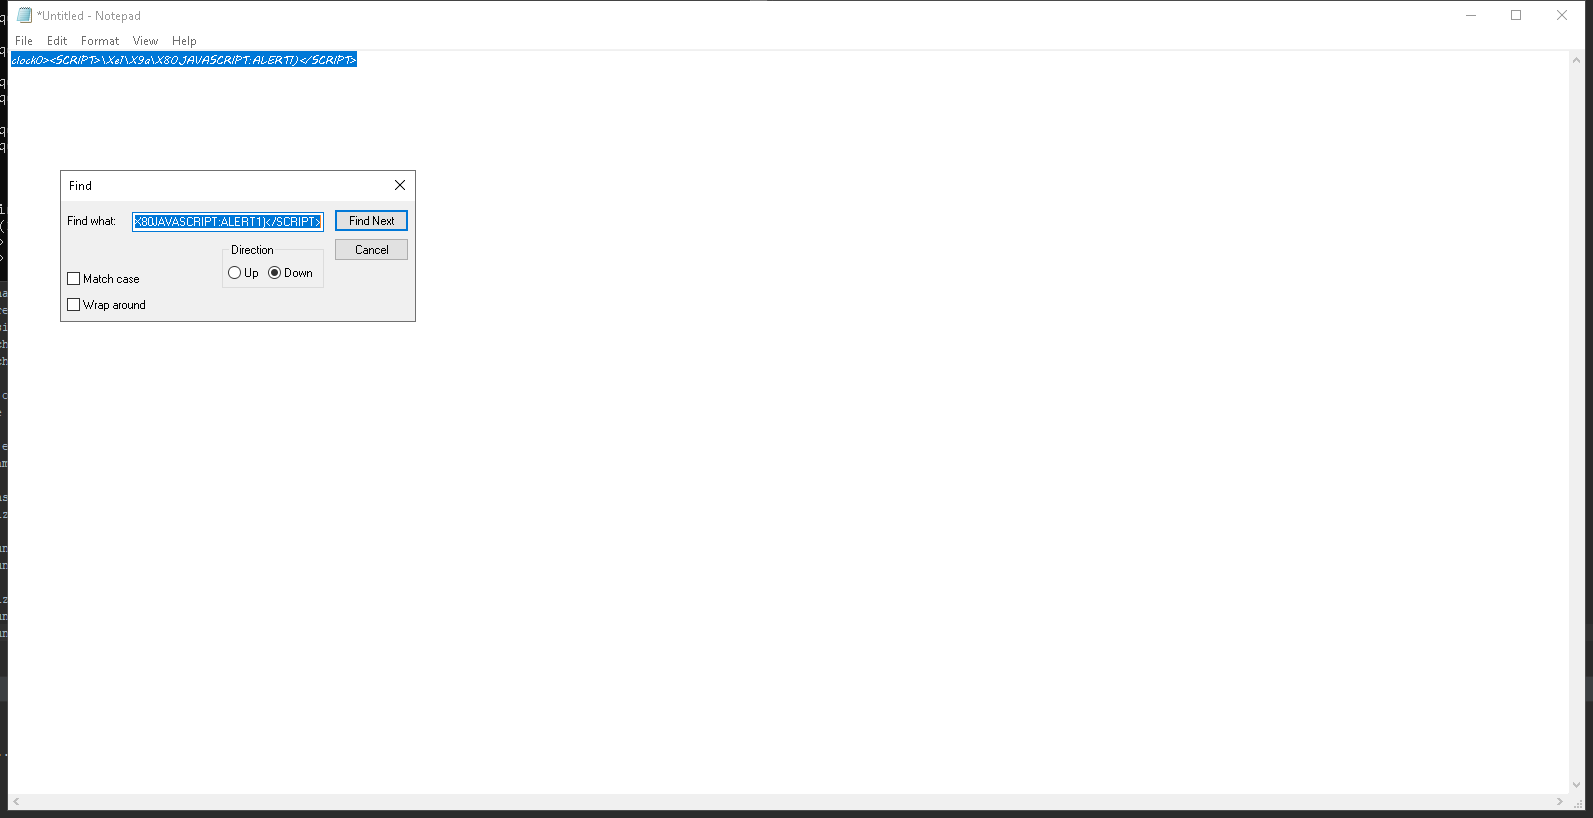 *Untitled - Notepad
File Edit Format View Help
clock0><SCRIPT>\Xe1\X9a\X80JAVASCRIPT:ALERT1)</SCRIPT>
Find
Find what: X80JAVASCRIPT:ALERT1)</SCRIPT> Find Next
Direction Cancel
Up Down
Match case
Wrap around